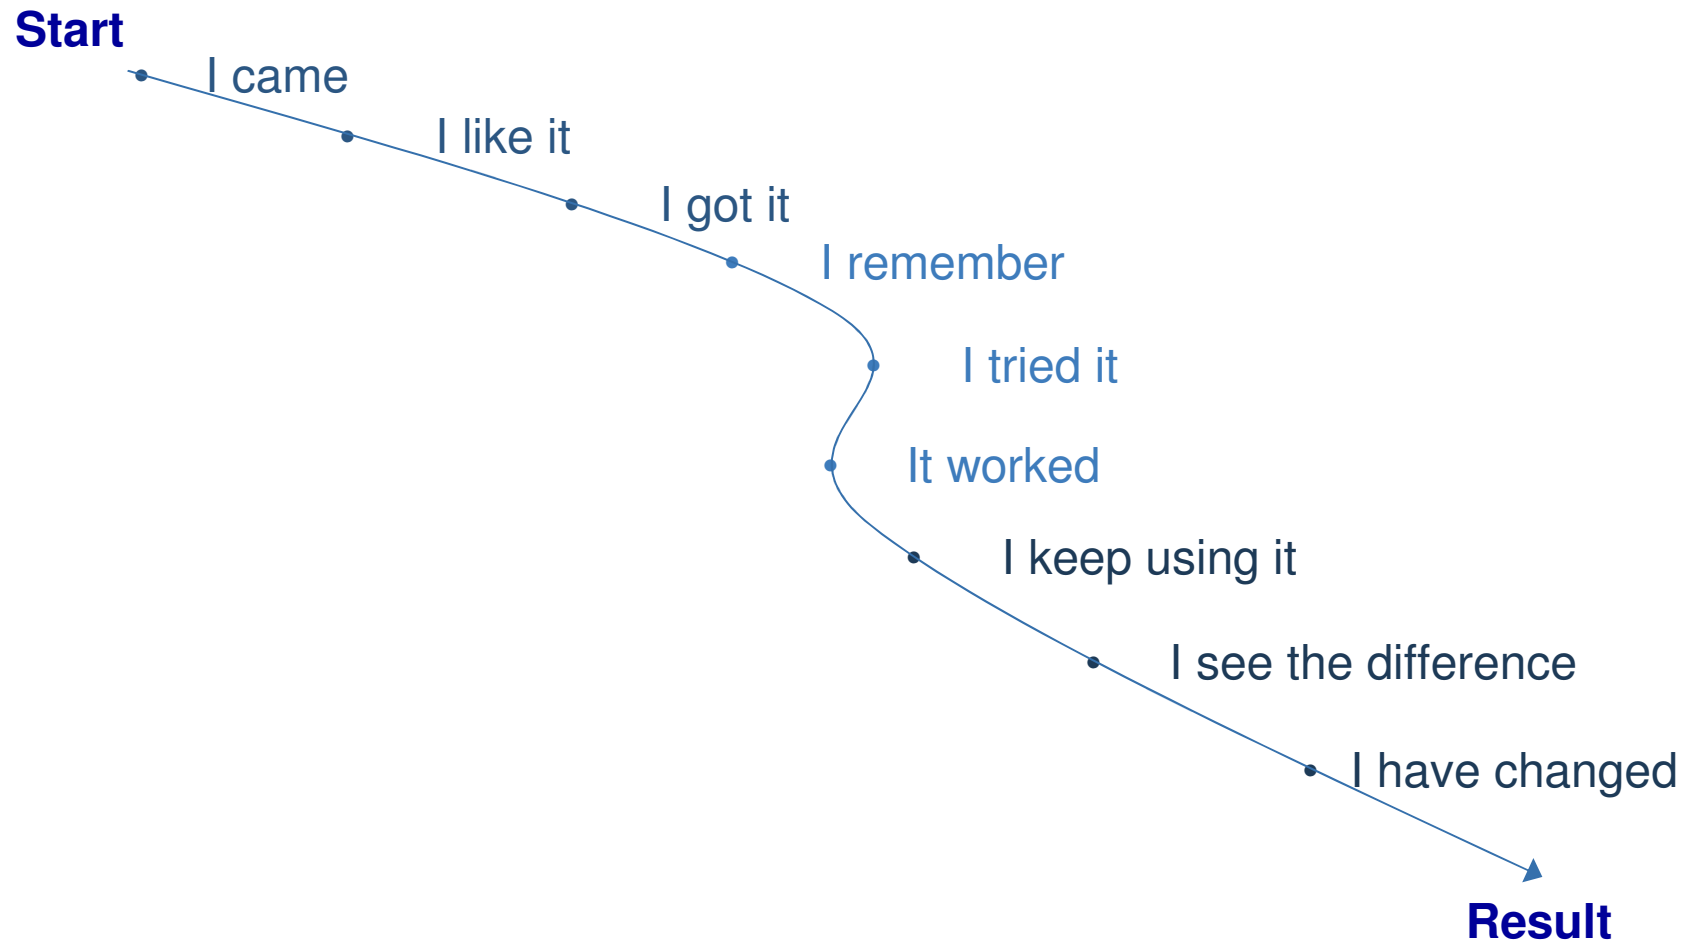 Start
I came
I like it
I got it
I remember
I tried it
It worked
I keep using it
I see the difference
I have changed
Result